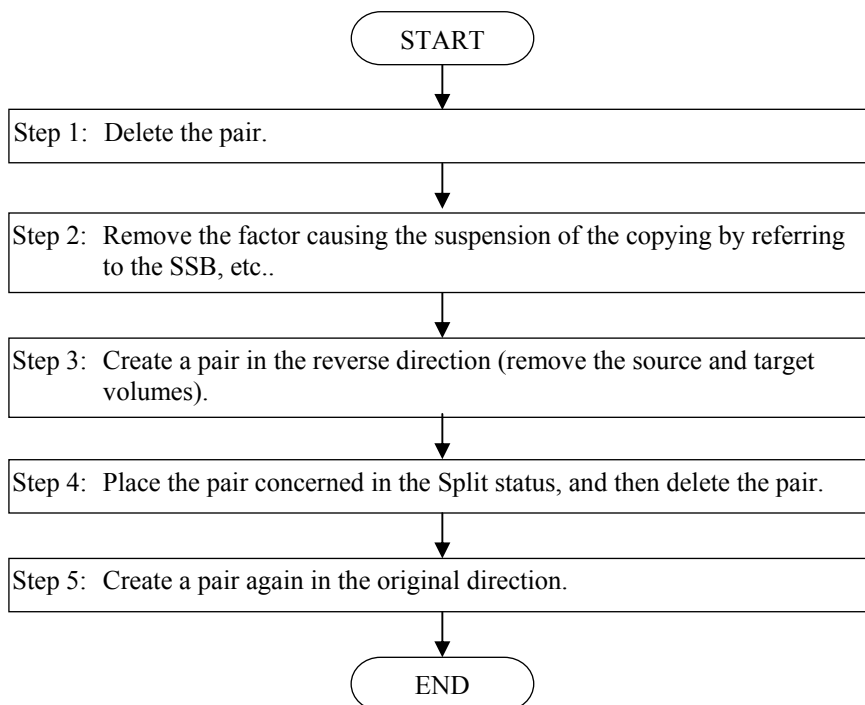 START
Step 1: Delete the pair.
Step 2: Remove the factor causing the suspension of the copying by referring
to the SSB, etc..
Step 3: Create a pair in the reverse direction (remove the source and target
volumes).
Step 4: Place the pair concerned in the Split status, and then delete the pair.
Step 5: Create a pair again in the original direction.
END